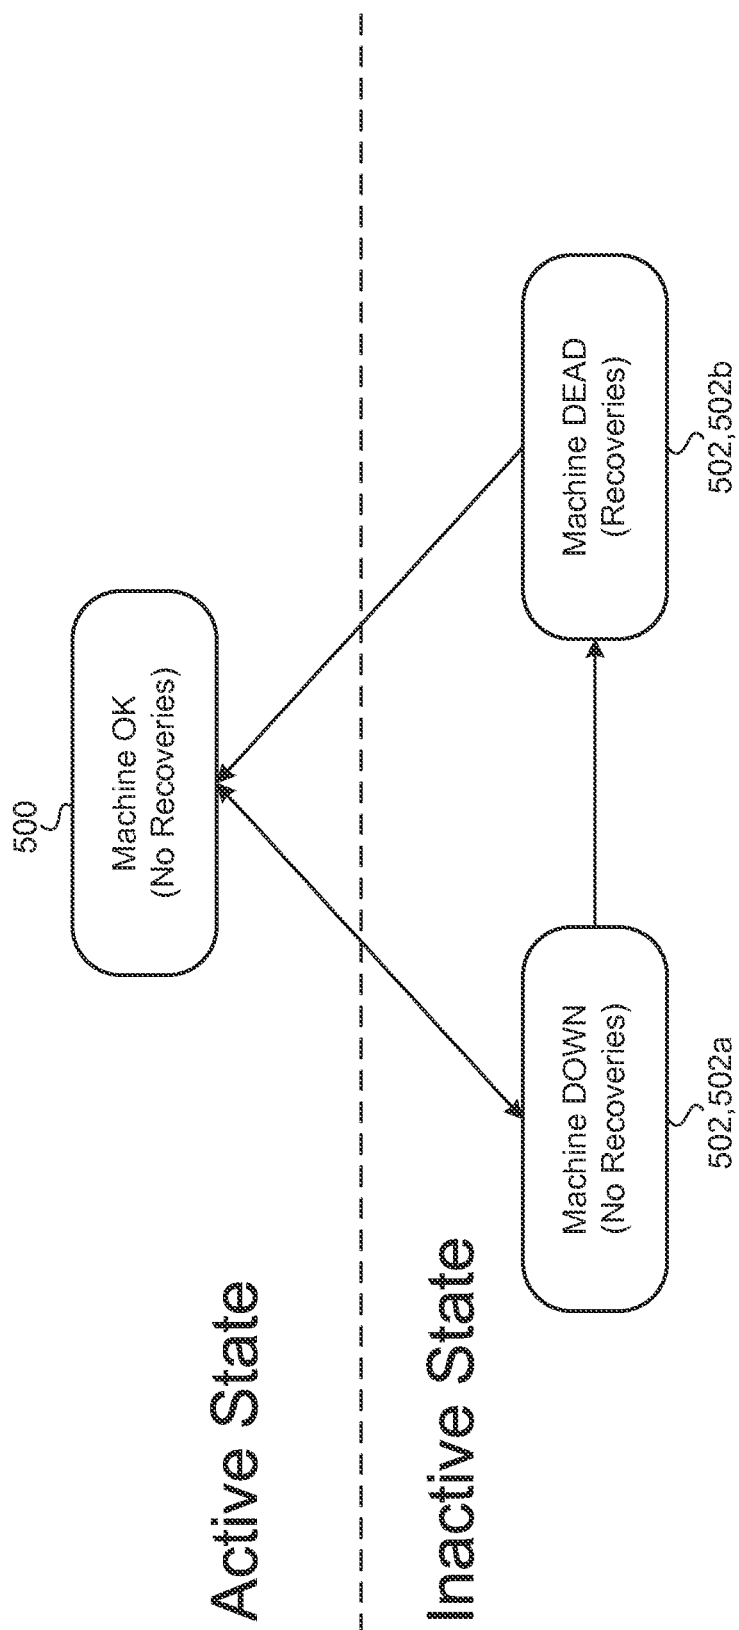 500
Machine OK
(No Recoveries)
Active State
Inactive State
Machine DOWN
(No Recoveries)
502,502a
Machine DEAD
(Recoveries)
502,502b